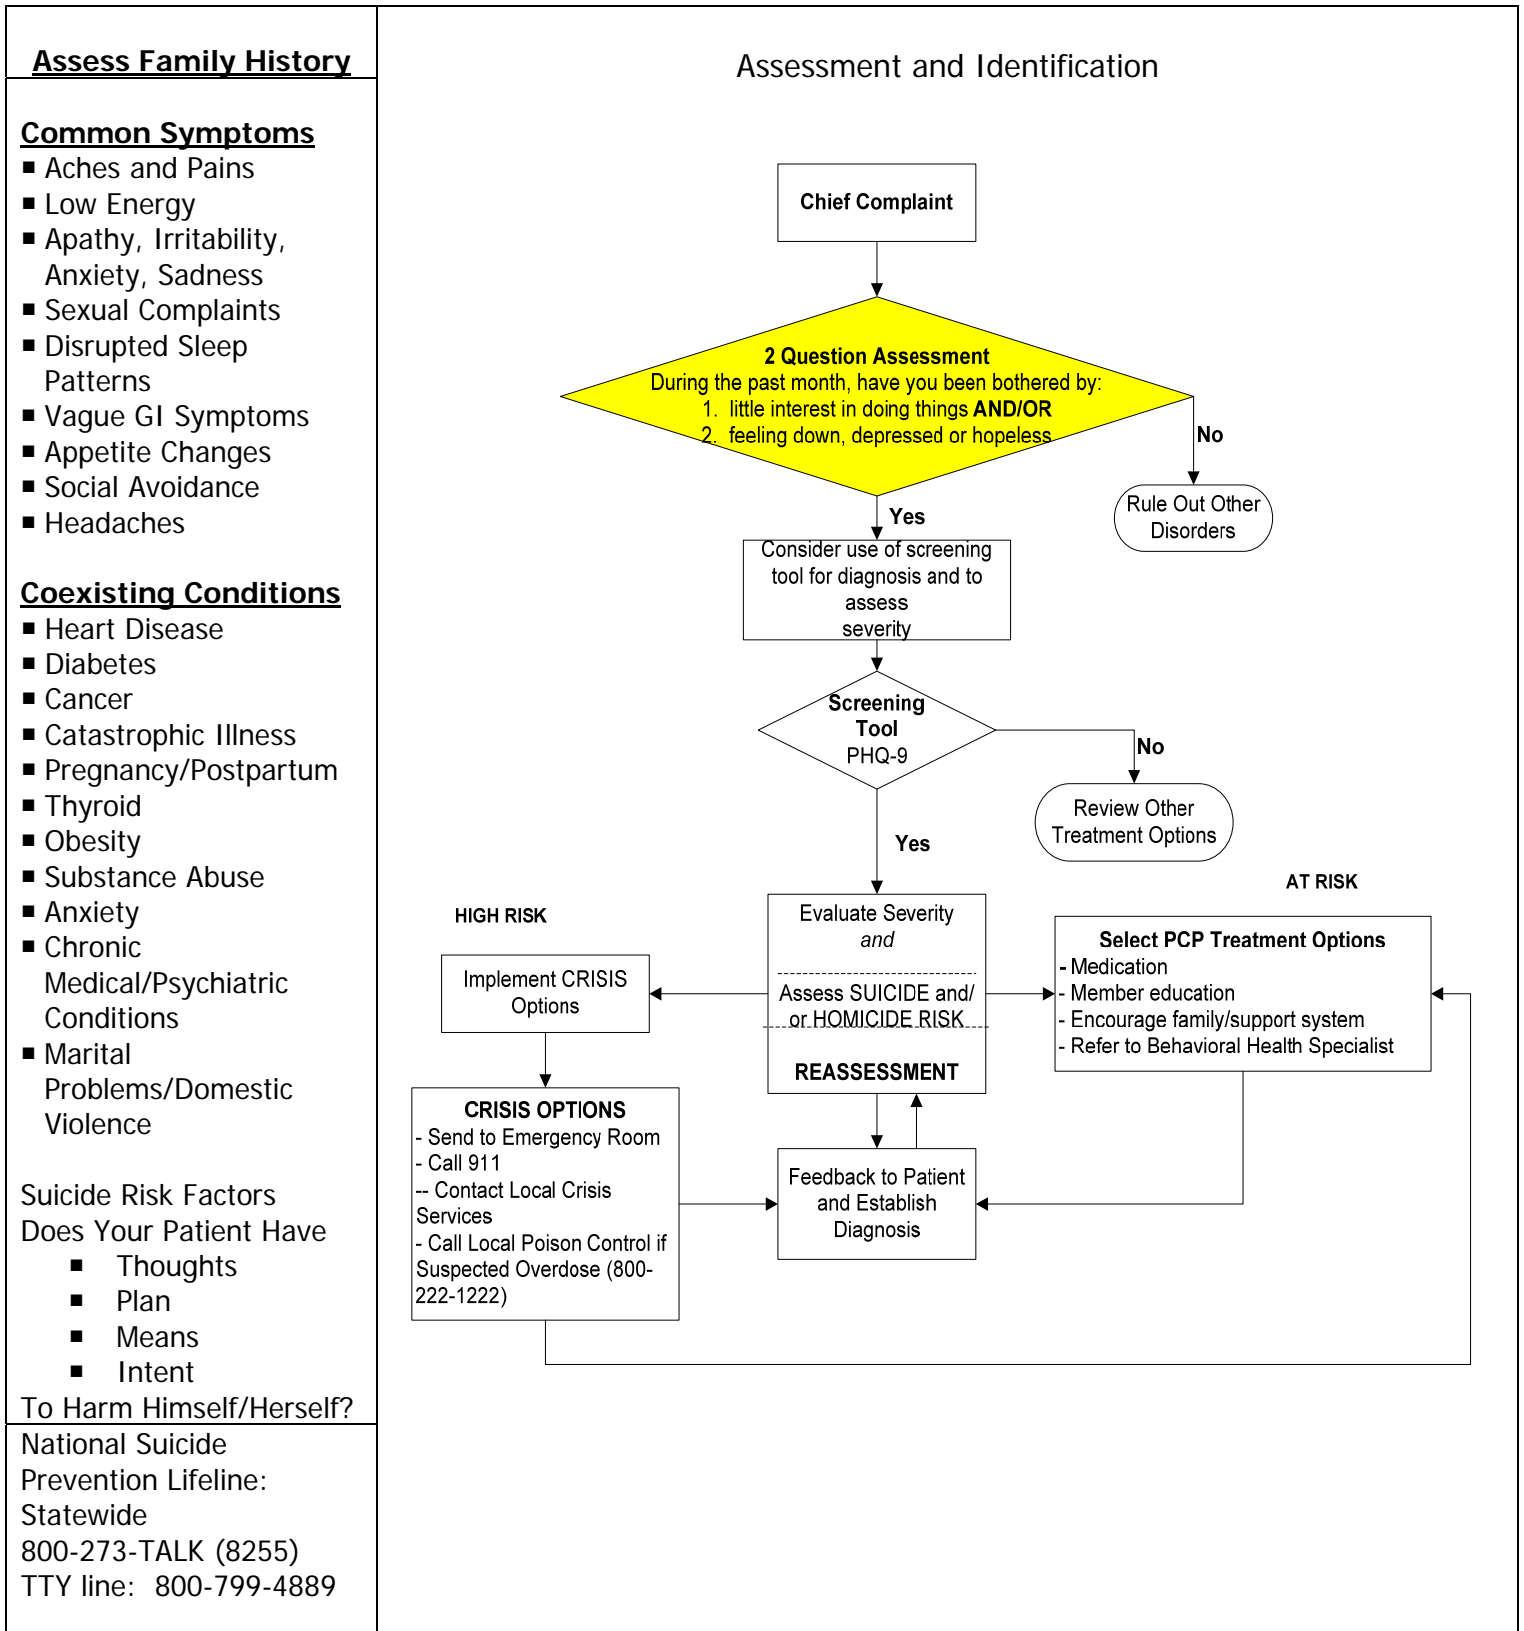 Assess Family History
Common Symptoms
▪ Aches and Pains
▪ Low Energy
▪ Apathy, Irritability,
Anxiety, Sadness
▪ Sexual Complaints
▪ Disrupted Sleep
Patterns
▪ Vague GI Symptoms
▪ Appetite Changes
▪ Social Avoidance
▪ Headaches
Coexisting Conditions
▪ Heart Disease
▪ Diabetes
▪ Cancer
▪ Catastrophic Illness
▪ Pregnancy/Postpartum
▪ Thyroid
▪ Obesity
▪ Substance Abuse
▪ Anxiety
▪ Chronic
Medical/Psychiatric
Conditions
▪ Marital
Problems/Domestic
Violence
Suicide Risk Factors
Does Your Patient Have
▪ Thoughts
▪ Plan
▪ Means
▪ Intent
To Harm Himself/Herself?
National Suicide
Prevention Lifeline:
Statewide
800-273-TALK (8255)
TTY line: 800-799-4889
Assessment and Identification
Chief Complaint
2 Question Assessment
During the past month, have you been bothered by:
1. little interest in doing things AND/OR
2. feeling down, depressed or hopeless
No
Rule Out Other
Disorders
Yes
Consider use of screening
tool for diagnosis and to
assess
severity
Screening
Tool
PHQ-9
No
Review Other
Treatment Options
Yes
HIGH RISK
AT RISK
Evaluate Severity
and
Assess SUICIDE and/
or HOMICIDE RISK
REASSESSMENT
Implement CRISIS
Options
Select PCP Treatment Options
- Medication
- Member education
- Encourage family/support system
- Refer to Behavioral Health Specialist
CRISIS OPTIONS
- Send to Emergency Room
- Call 911
-- Contact Local Crisis
Services
- Call Local Poison Control if
Suspected Overdose (800-
222-1222)
Feedback to Patient
and Establish
Diagnosis